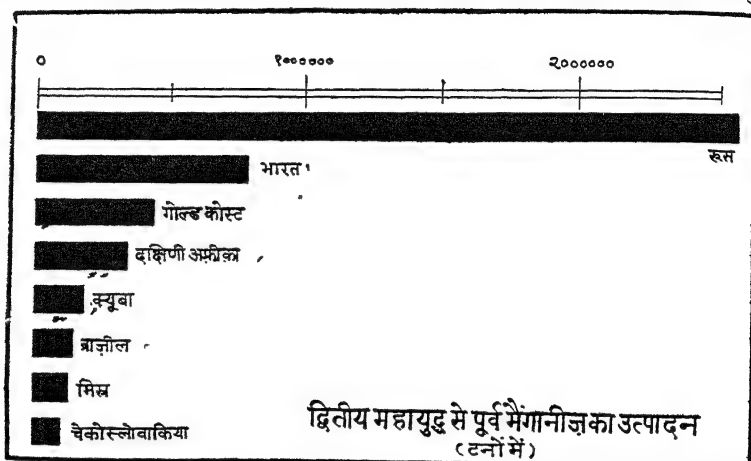 ० १०००००० २००००००
रूस
भारत
गोल्ड कोस्ट
दक्षिणी अफ़्रीका
क्यूबा
ब्राज़ील
मिस्र
चेकोस्लोवाकिया
द्वितीय महायुद्ध से पूर्व मैंगानीज़ का उत्पादन
(टनों में)